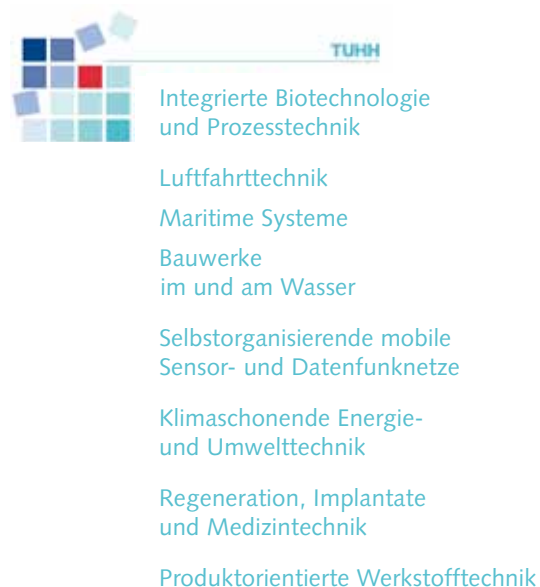 TUHH
Integrierte Biotechnologie
und Prozesstechnik
Luftfahrttechnik
Maritime Systeme
Bauwerke
im und am Wasser
Selbstorganisierende mobile
Sensor- und Datenfunknetze
Klimaschonende Energie-
und Umwelttechnik
Regeneration, Implantate
und Medizintechnik
Produktorientierte Werkstofftechnik